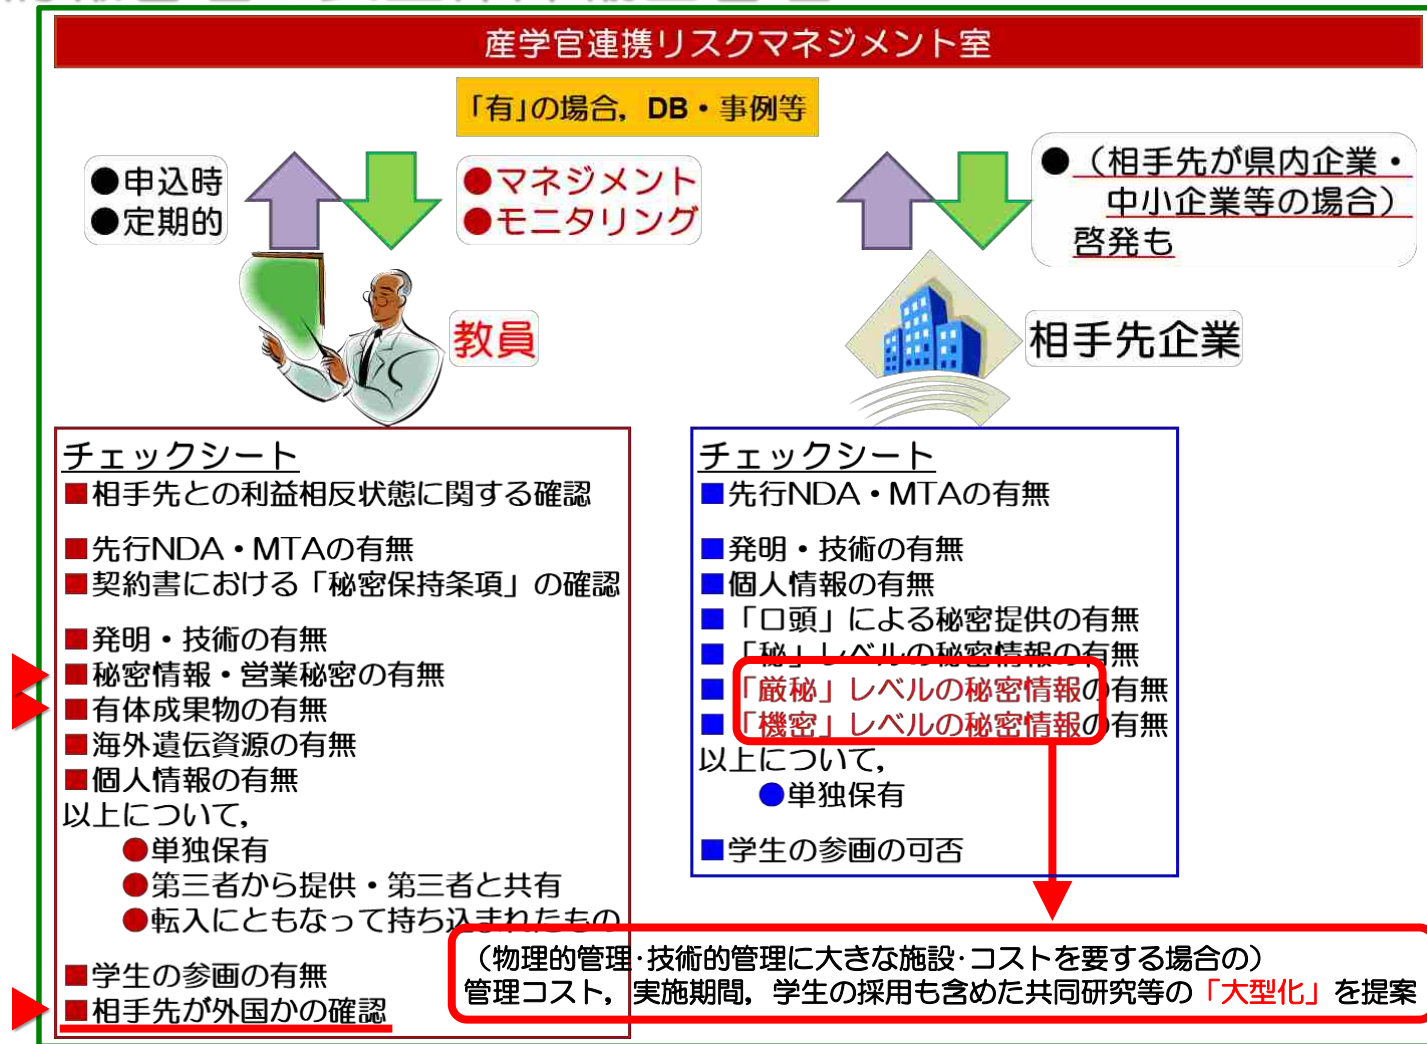 産学官連携リスクマネジメント室
「有」の場合，DB・事例等
●申込時
●定期的
●マネジメント
●モニタリング
●（相手先が県内企業・
中小企業等の場合）
啓発も
教員
相手先企業
チェックシート
■相手先との利益相反状態に関する確認
■先行NDA・MTAの有無
■契約書における「秘密保持条項」の確認
■発明・技術の有無
■秘密情報・営業秘密の有無
■有体成果物の有無
■海外遺伝資源の有無
■個人情報の有無
以上について，
●単独保有
●第三者から提供・第三者と共有
●転入にともなって持ち込まれたもの
■学生の参画の有無
■相手先が外国かの確認
チェックシート
■先行NDA・MTAの有無
■発明・技術の有無
■個人情報の有無
■「口頭」による秘密提供の有無
■「秘」レベルの秘密情報の有無
■「厳秘」レベルの秘密情報の有無
■「機密」レベルの秘密情報の有無
以上について，
●単独保有
■学生の参画の可否
（物理的管理･技術的管理に大きな施設･コストを要する場合の）
管理コスト，実施期間，学生の採用も含めた共同研究等の「大型化」を提案